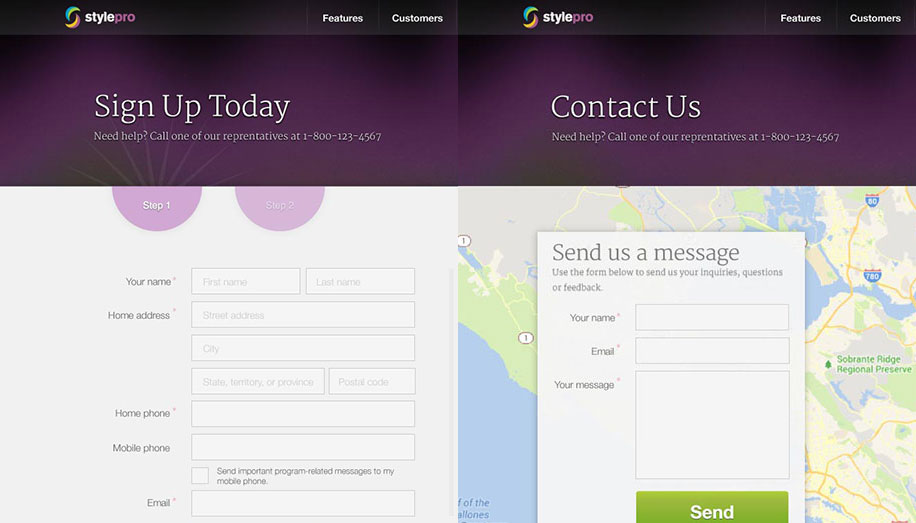 stylepro
Features
Customers
Sign Up Today
Need help? Call one of our reprentatives at 1-800-123-4567
Step 1
Step 2
Your name *
First name
Last name
Home address *
Street address
City
State, territory, or province
Postal code
Home phone *
Mobile phone
Send important program-related messages to my
mobile phone.
Email *
stylepro
Features
Customers
Contact Us
Need help? Call one of our reprentatives at 1-800-123-4567
80
1
780
1
Sobrante Ridge
Regional Preserve
Send us a message
Use the form below to send us your inquiries, questions
or feedback.
Your name *
Email *
Your message *
Send
f of the
allones